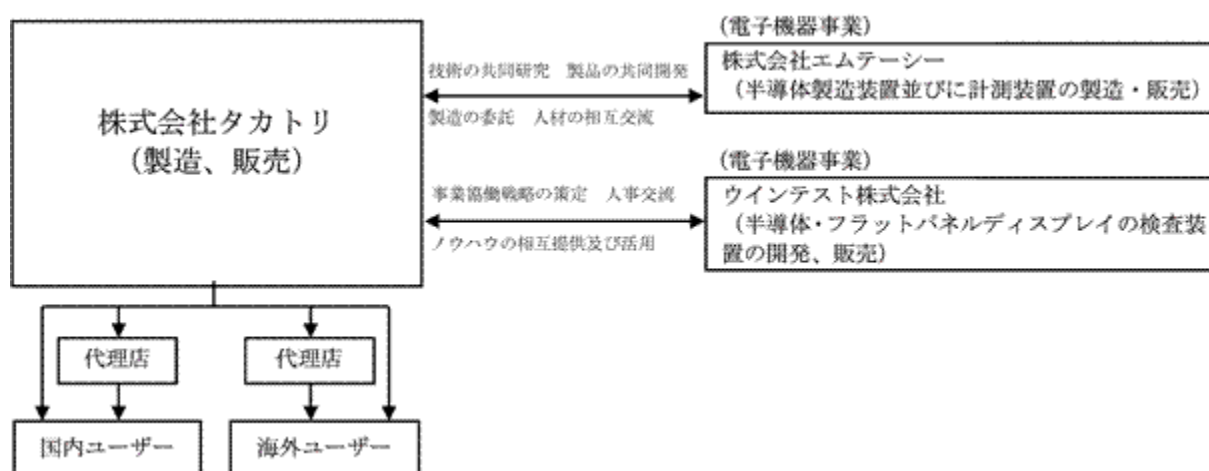 株式会社タカトリ
(製造、販売)
技術の共同研究 製品の共同開発
製造の委託 人材の相互交流
(電子機器事業)
株式会社エムテーシー
(半導体製造装置並びに計測装置の製造・販売)
事業協働戦略の策定 人事交流
ノウハウの相互提供及び活用
(電子機器事業)
ウインテスト株式会社
(半導体・フラットパネルディスプレイの検査装
置の開発、販売)
代理店
代理店
国内ユーザー
海外ユーザー